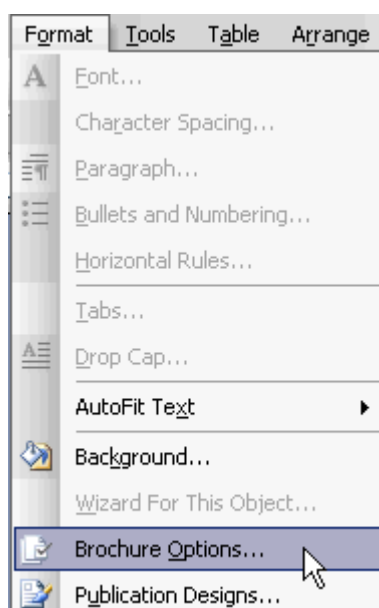 Format Tools Table Arrange
Font...
Character Spacing...
Paragraph...
Bullets and Numbering...
Horizontal Rules...
Tabs...
Drop Cap...
AutoFit Text
Background...
Wizard For This Object...
Brochure Options...
Publication Designs...